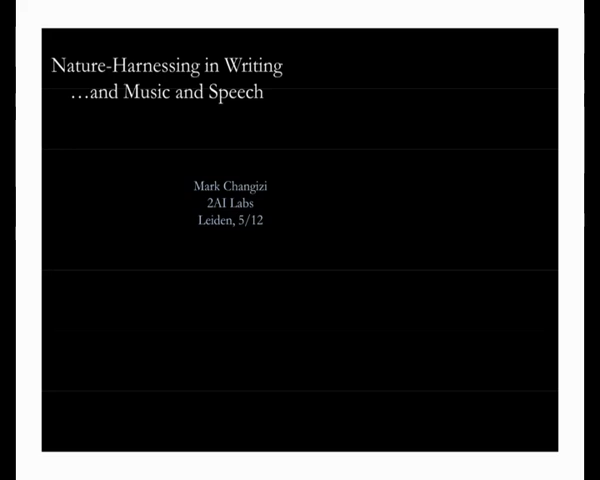 Nature-Harnessing in Writing
…and Music and Speech
Mark Changizi
2AI Labs
Leiden, 5/12